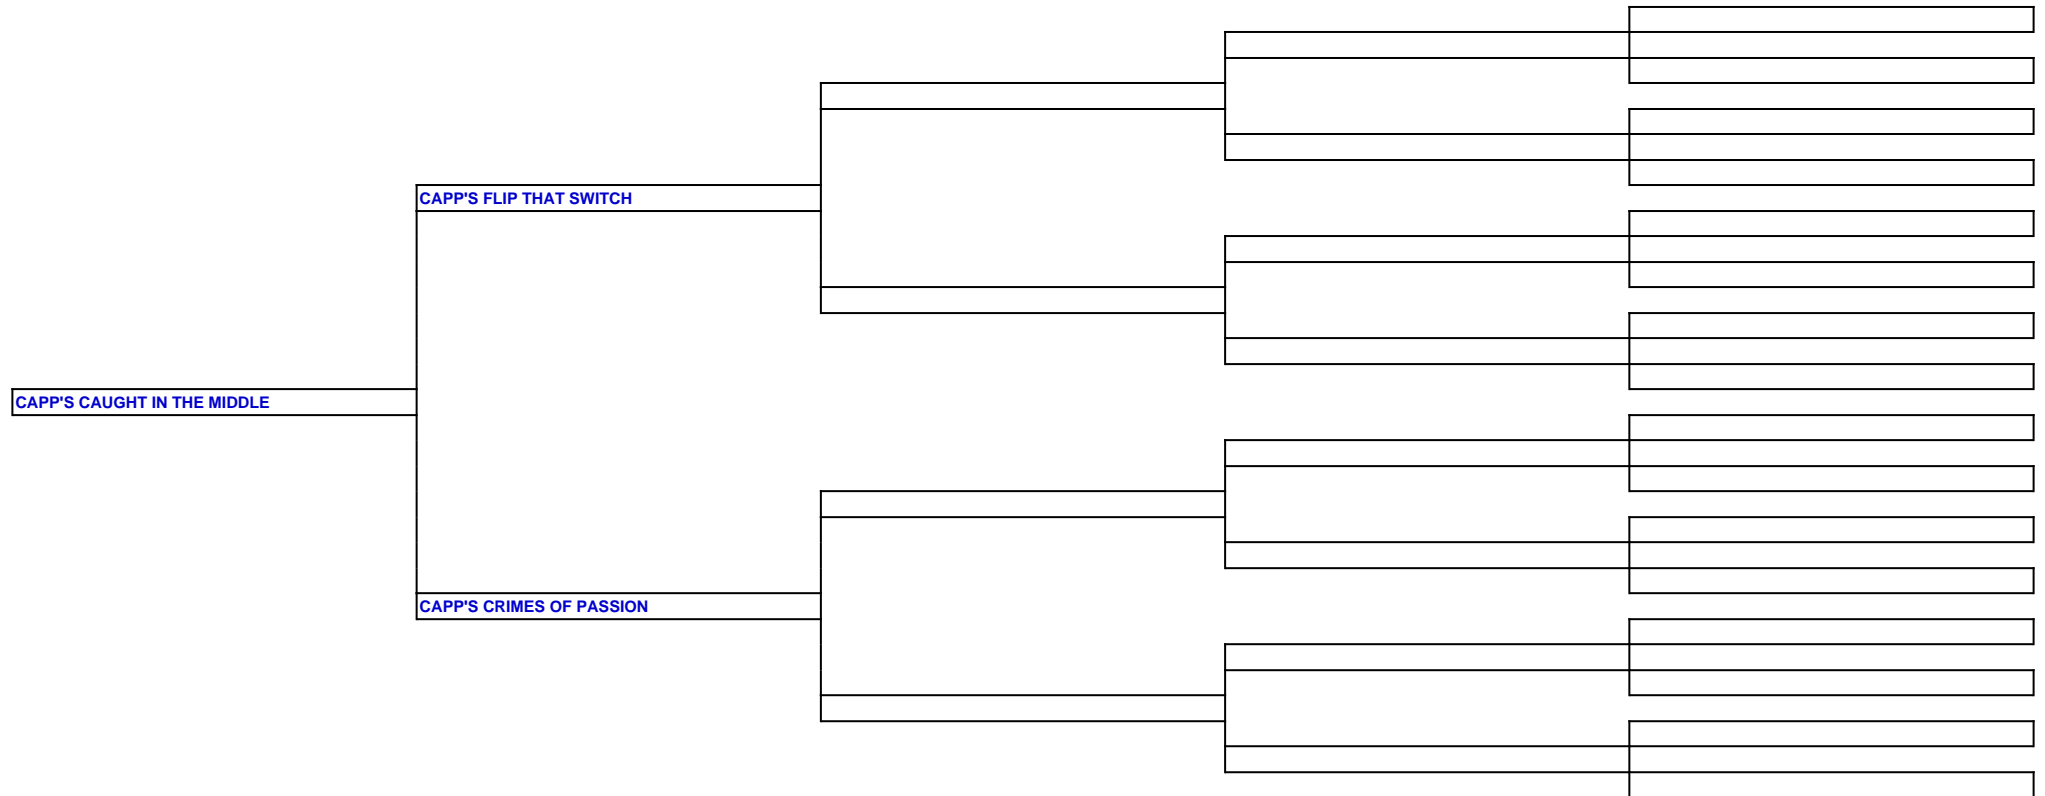 CAPP'S FLIP THAT SWITCH
CAPP'S CAUGHT IN THE MIDDLE
CAPP'S CRIMES OF PASSION